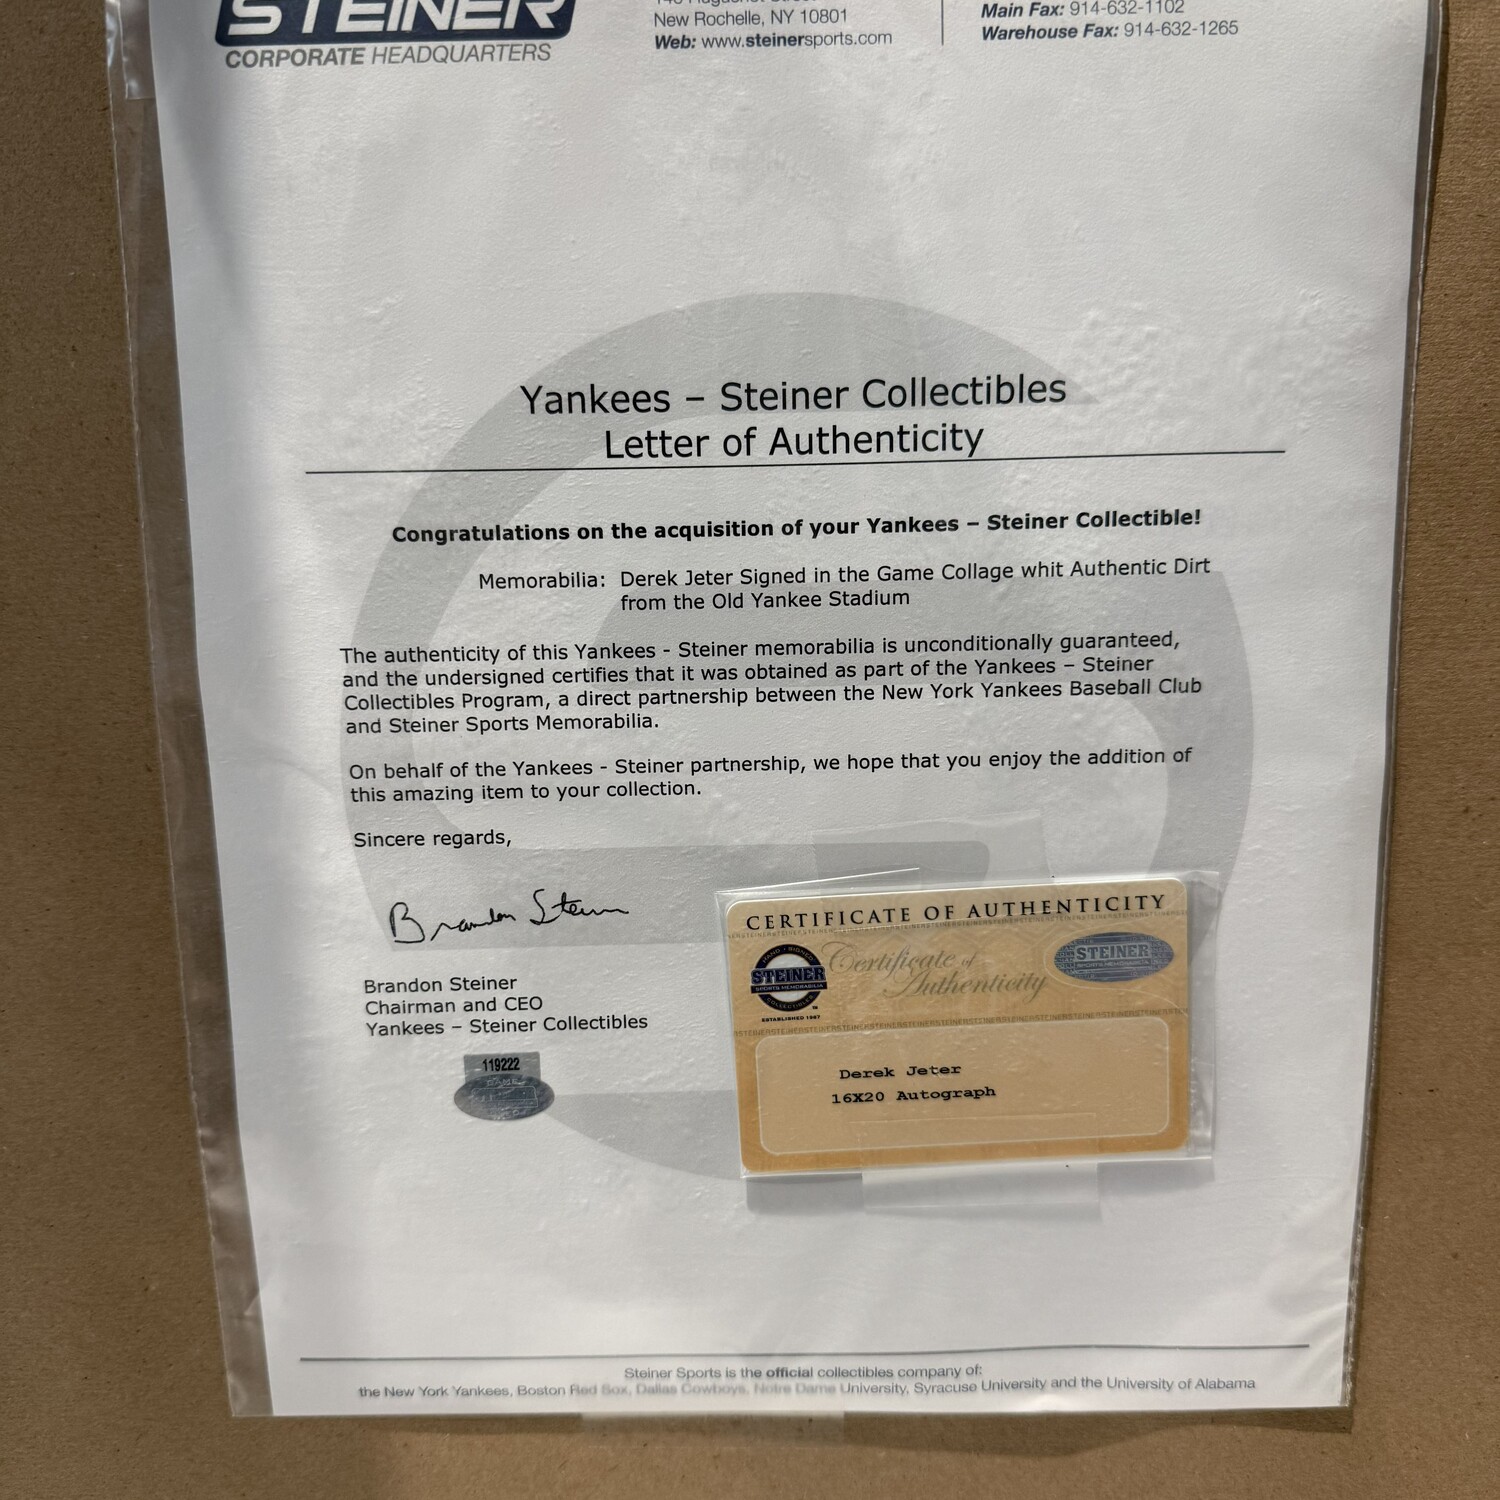 STEINER
CORPORATE HEADQUARTERS
New Rochelle, NY 10801
Web: www.steinersports.com
Main Fax: 914-632-1102
Warehouse Fax: 914-632-1265
Yankees – Steiner Collectibles
Letter of Authenticity
Congratulations on the acquisition of your Yankees – Steiner Collectible!
Memorabilia: Derek Jeter Signed in the Game Collage whit Authentic Dirt
from the Old Yankee Stadium
The authenticity of this Yankees - Steiner memorabilia is unconditionally guaranteed,
and the undersigned certifies that it was obtained as part of the Yankees – Steiner
Collectibles Program, a direct partnership between the New York Yankees Baseball Club
and Steiner Sports Memorabilia.
On behalf of the Yankees - Steiner partnership, we hope that you enjoy the addition of
this amazing item to your collection.
Sincere regards,
Brandon Steiner
Brandon Steiner
Chairman and CEO
Yankees – Steiner Collectibles
119222
CERTIFICATE OF AUTHENTICITY
Certificate of
Authenticity
HAND · SIGNED
STEINER
SPORTS MEMORABILIA
COLLECTIBLES
ESTABLISHED 1987
STEINER
SPORTS MEMORABILIA
Derek Jeter
16X20 Autograph
Steiner Sports is the official collectibles company of:
the New York Yankees, Boston Red Sox, Dallas Cowboys, Notre Dame University, Syracuse University and the University of Alabama